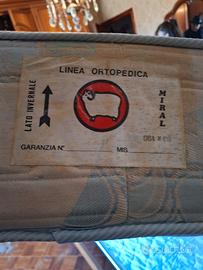 LINEA ORTOPEDICA
LATO INVERNALE
MIRAL
GARANZIA N° MIS.